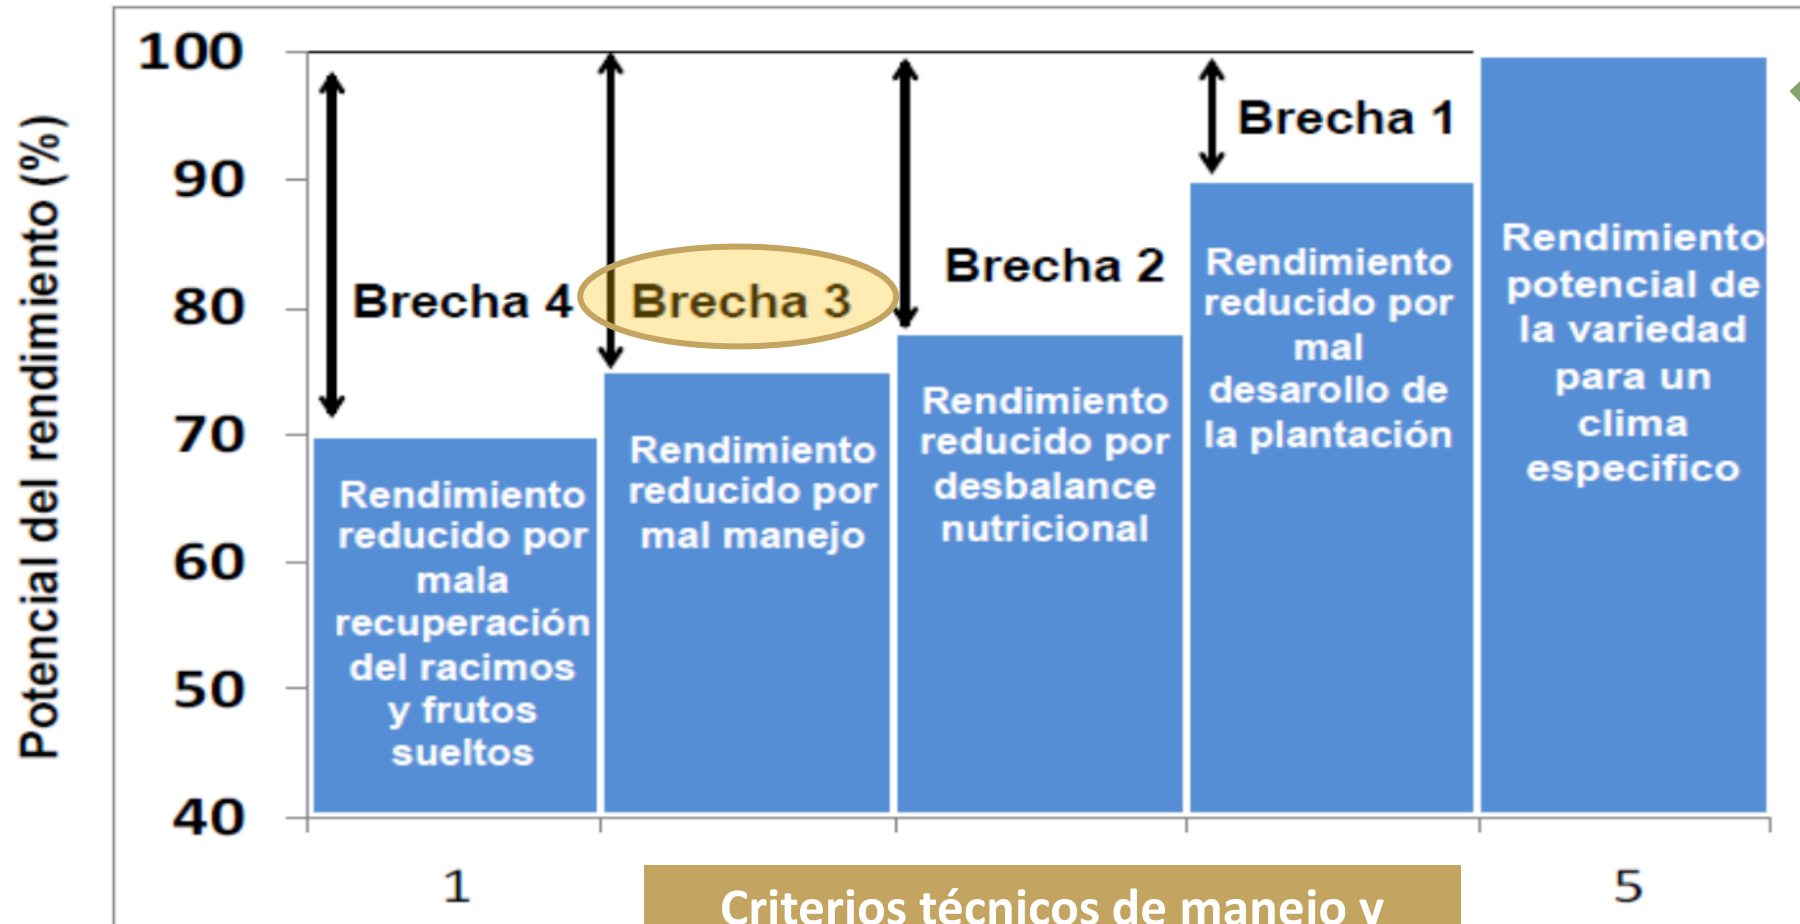 Potencial del rendimiento (%)
100
90
80
70
60
50
40
Brecha 4
Brecha 3
Brecha 2
Brecha 1
Rendimiento
reducido por
mala
recuperación
del racimos
y frutos
sueltos
Rendimiento
reducido por
mal manejo
Rendimiento
reducido por
desbalance
nutricional
Rendimiento
reducido por
mal
desarollo de
la plantación
Rendimiento
potencial de
la variedad
para un
clima
especifico
1
5
Criterios técnicos de manejo y